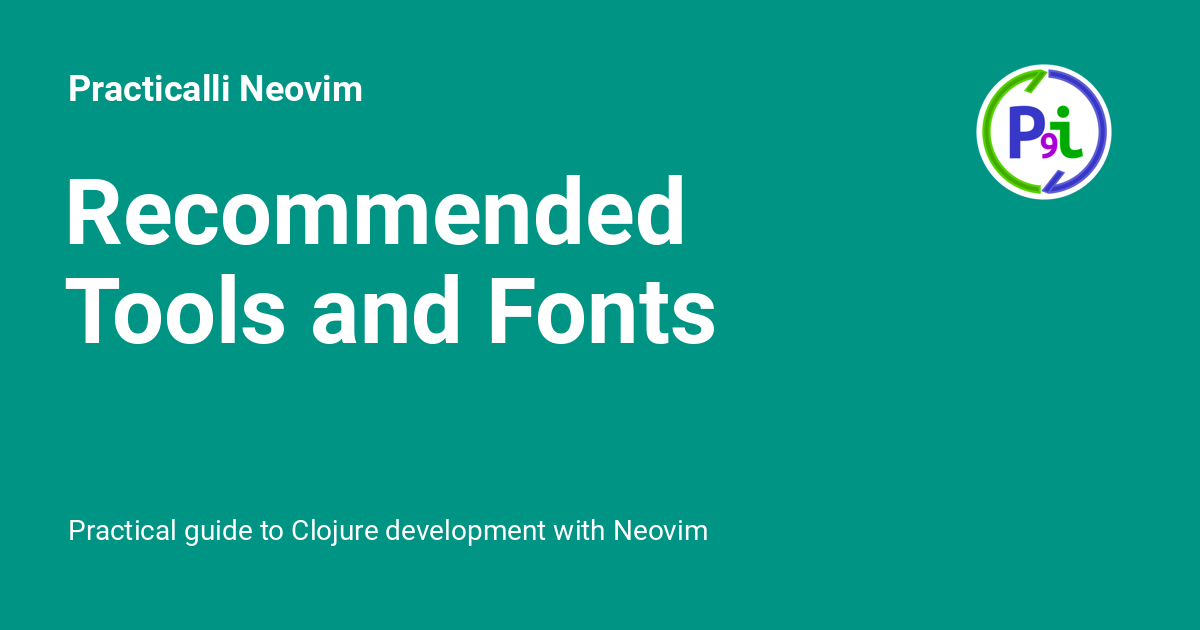 Practicalli Neovim
P9i
Recommended
Tools and Fonts
Practical guide to Clojure development with Neovim